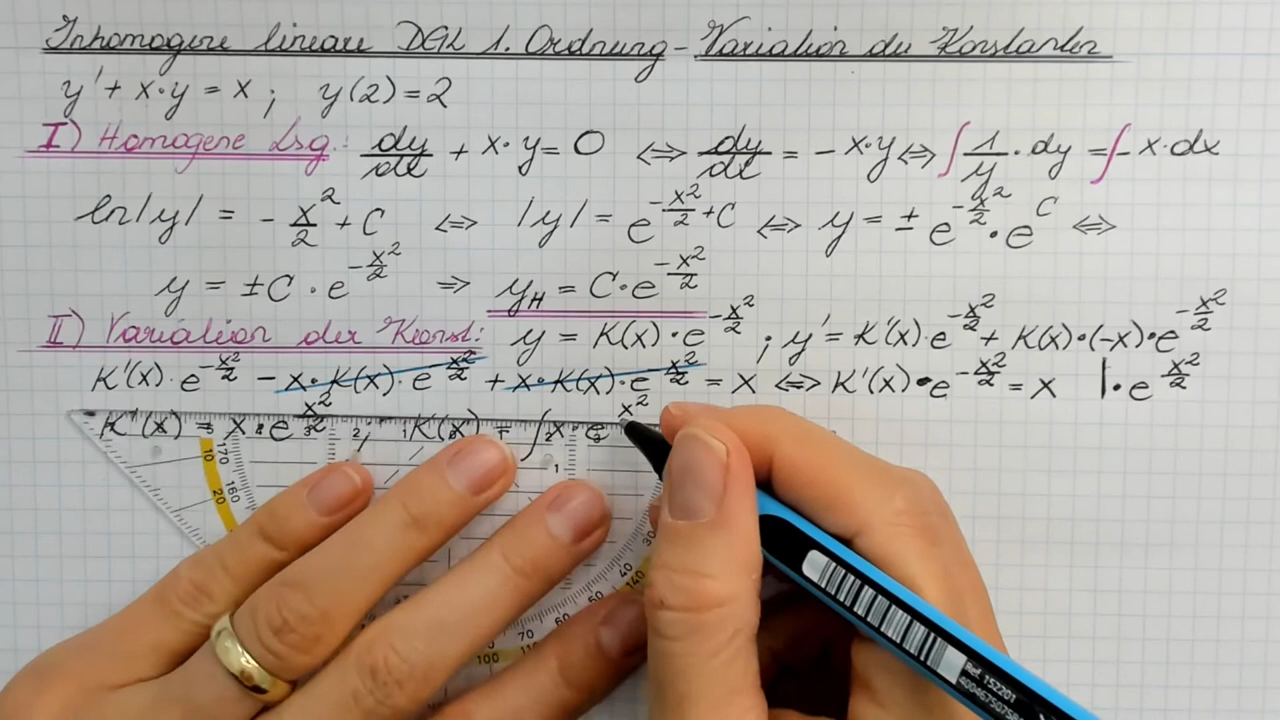 Inhomogene lineare DGL 1. Ordnung - Variation der Konstanten
y' + x·y = x ; y(2) = 2
I) Homogene Lsg.: dy/dx + x·y = 0 ⇔ dy/dx = -x·y ⇔ ∫ 1/y · dy = ∫ -x·dx
ln|y| = -x²/2 + C ⇔ |y| = e^(-x²/2 + C) ⇔ y = ± e^(-x²/2) · e^C ⇔
y = ±C · e^(-x²/2) ⇒ y_H = C·e^(-x²/2)
II) Variation der Konst.: y = K(x) · e^(-x²/2) ; y' = K'(x)·e^(-x²/2) + K(x)·(-x)·e^(-x²/2)
K'(x)·e^(-x²/2) - x·K(x)·e^(-x²/2) + x·K(x)·e^(-x²/2) = x ⇔ K'(x)·e^(-x²/2) = x |·e^(x²/2)
K'(x) = x·e^(x²/2) ; K(x) = ∫x·e^(x²
Ref. 152201